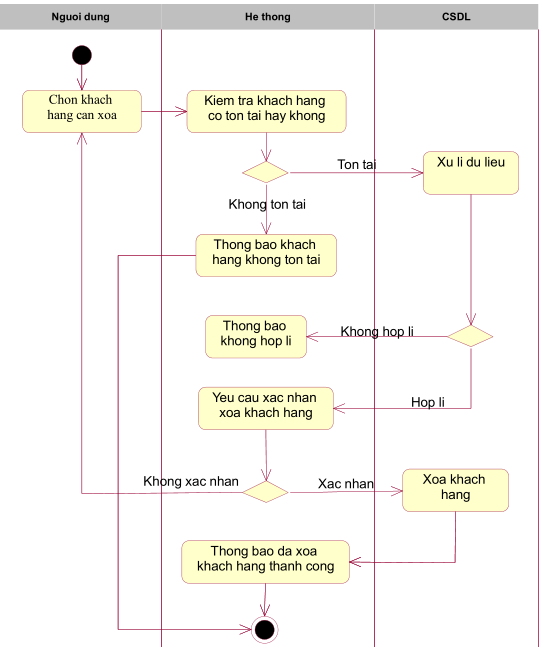 Nguoi dung
He thong
CSDL
Chon khach
hang can xoa
Kiem tra khach hang
co ton tai hay khong
Ton tai
Xu li du lieu
Khong ton tai
Thong bao khach
hang khong ton tai
Thong bao
khong hop li
Khong hop li
Yeu cau xac nhan
xoa khach hang
Hop li
Khong xac nhan
Xac nhan
Xoa khach
hang
Thong bao da xoa
khach hang thanh cong